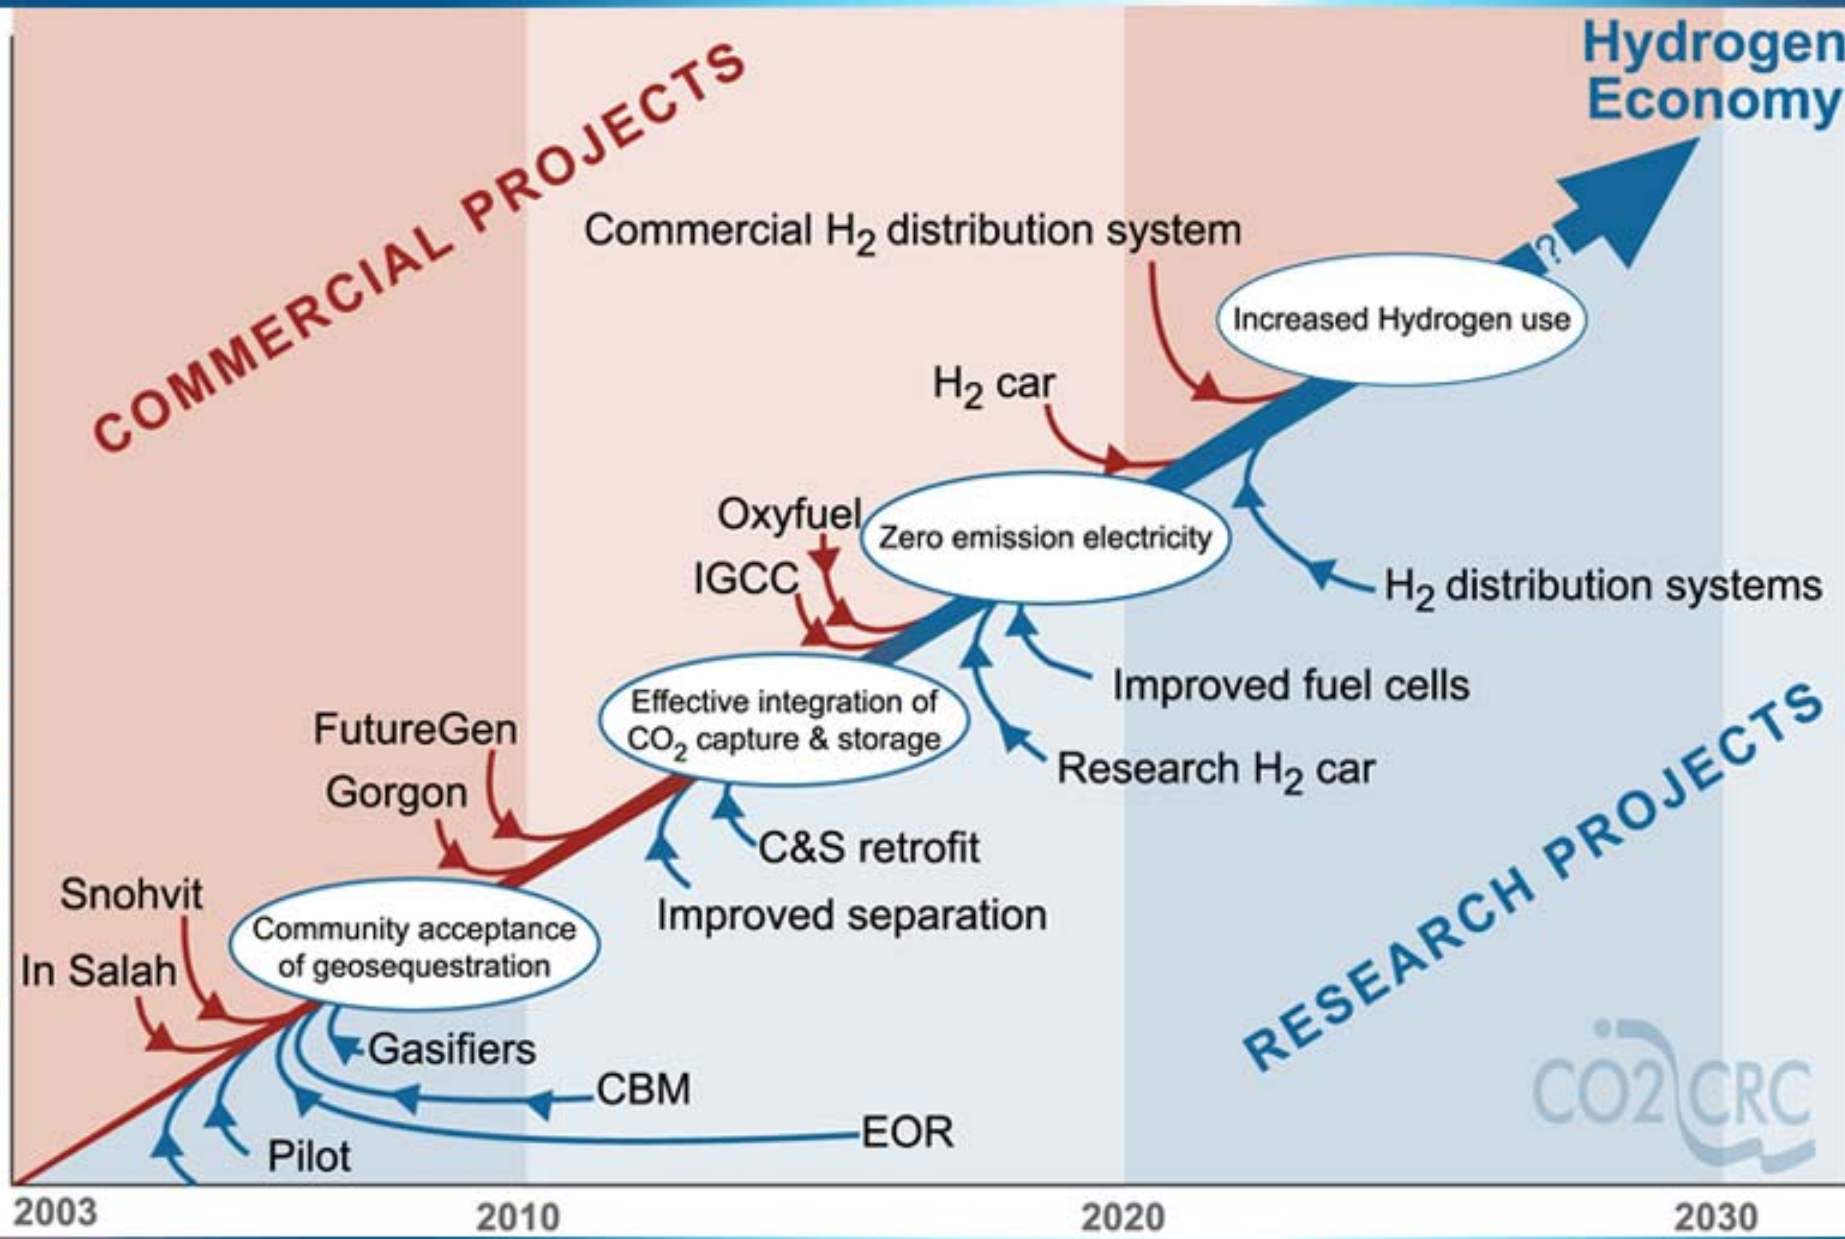 Hydrogen
Economy
COMMERCIAL PROJECTS
Commercial H₂ distribution system
?
Increased Hydrogen use
H₂ car
Oxyfuel
Zero emission electricity
IGCC
H₂ distribution systems
Improved fuel cells
Effective integration of
CO₂ capture & storage
FutureGen
Research H₂ car
Gorgon
C&S retrofit
Improved separation
RESEARCH PROJECTS
Snohvit
Community acceptance
of geosequestration
In Salah
Gasifiers
CBM
EOR
Pilot
CO2CRC
2003
2010
2020
2030